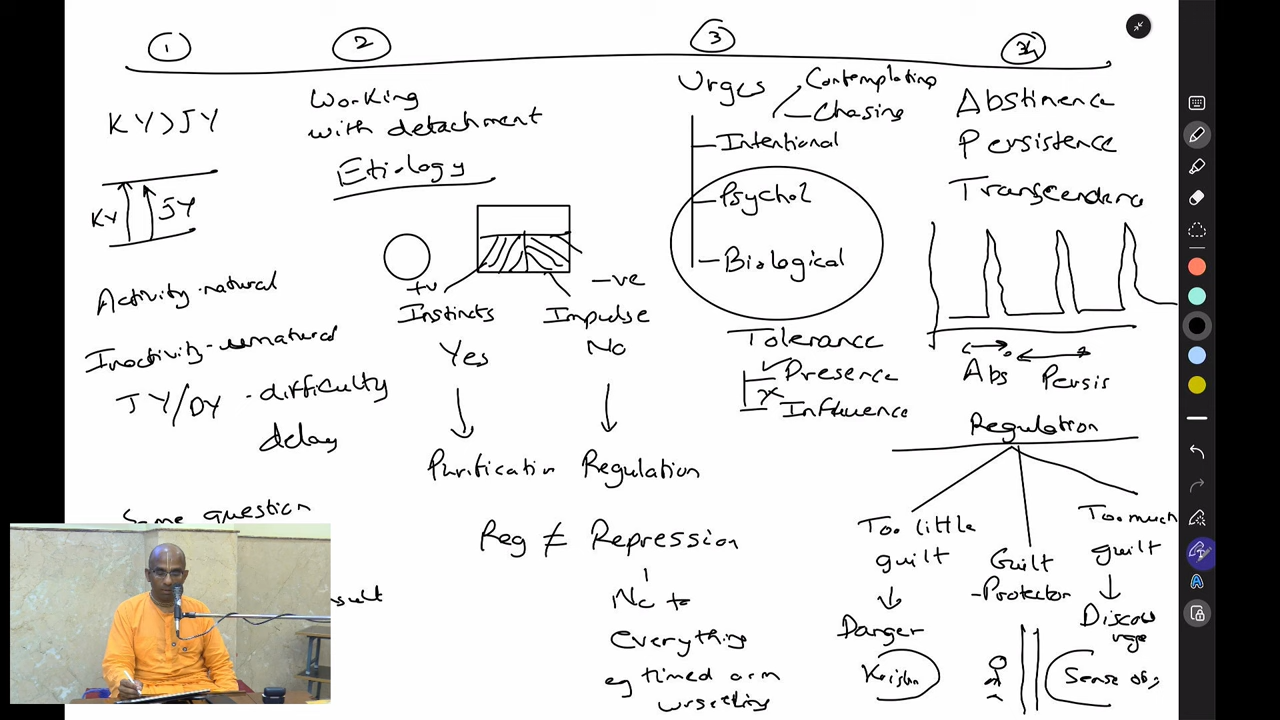 1
KY > JY
KY JY
Activity - natural
Inactivity - unnatural
JY/DY - difficulty
delay
Same question
2
Working
with detachment
Etiology
+ve
Instincts
Yes
Purification
-ve
Impulse
No
Regulation
Reg ≠ Repression
No to
everything
eg timed arm
wrestling
3
Urges
Contemplating
Chasing
Intentional
Psychol
Biological
Tolerance
Presence
Influence
Abstinence
Persistence
Transcendence
Abs Persis
Regulation
Too little
guilt
Danger
Krishna
Guilt
- Protector
Too much
guilt
Discou
rage
Sense obj